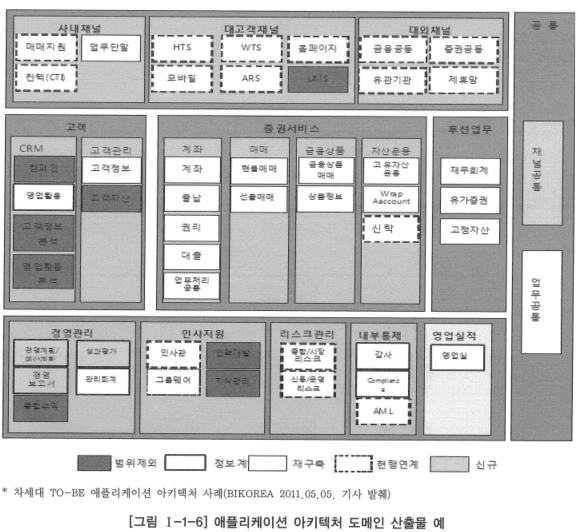 사내채널 대고객채널 대외채널 공 통
매매지원 업무단말 HTS WTS 홈페이지 금융공동 증권공동
컨텍(CTI) 모바일 ARS UMS 유관기관 제휴망
고객 증권서비스 후선업무
CRM 고객관리 계좌 매매 금융상품 자산운용
캠페인 고객정보 계좌 현물매매 금융상품 매매 고유자산 운용 재무회계
영업활동 고객자산 출납 선물매매 상품정보 Wrap Aaccount 유가증권
고객정보 분석 권리 신탁 고정자산
영업활동 분석 대출
업무처리 공통
채널공통
업무공통
경영관리 인사지원 리스크관리 내부통제 영업실적
경영계획/ 성과평가 인사관 인력개발 종합/시장 리스크 감사 영업실
경영 보고서 관리회계 그룹웨어 지식관리 신용/운영 리스크 Complianc e
종합수익 AML
범위제외 정보계 재구축 현행연계 신규
* 차세대 TO-BE 애플리케이션 아키텍처 사례(BIKOREA 2011.05.05. 기사 발췌)
[그림 Ⅰ-1-6] 애플리케이션 아키텍처 도메인 산출물 예